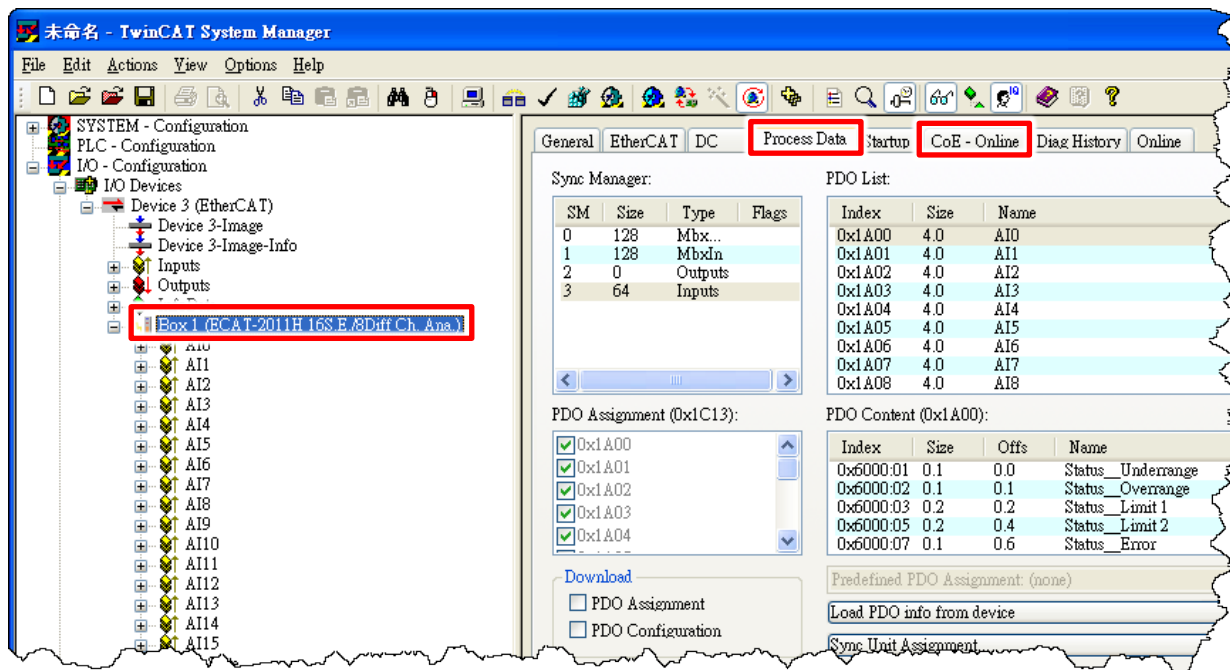 未命名 - TwinCAT System Manager
File Edit Actions View Options Help
SYSTEM - Configuration
PLC - Configuration
I/O - Configuration
I/O Devices
Device 3 (EtherCAT)
Device 3-Image
Device 3-Image-Info
Inputs
Outputs
Box 1 (ECAT-2011H 16S.E./8Diff Ch. Ana.)
AI0
AI1
AI2
AI3
AI4
AI5
AI6
AI7
AI8
AI9
AI10
AI11
AI12
AI13
AI14
AI15
General EtherCAT DC Process Data Startup CoE - Online Diag History Online
Sync Manager:
SM Size Type Flags
0 128 Mbx...
1 128 MbxIn
2 0 Outputs
3 64 Inputs
PDO List:
Index Size Name
0x1A00 4.0 AI0
0x1A01 4.0 AI1
0x1A02 4.0 AI2
0x1A03 4.0 AI3
0x1A04 4.0 AI4
0x1A05 4.0 AI5
0x1A06 4.0 AI6
0x1A07 4.0 AI7
0x1A08 4.0 AI8
PDO Assignment (0x1C13):
0x1A00
0x1A01
0x1A02
0x1A03
0x1A04
PDO Content (0x1A00):
Index Size Offs Name
0x6000:01 0.1 0.0 Status__Underrange
0x6000:02 0.1 0.1 Status__Overrange
0x6000:03 0.2 0.2 Status__Limit 1
0x6000:05 0.2 0.4 Status__Limit 2
0x6000:07 0.1 0.6 Status__Error
Download
PDO Assignment
PDO Configuration
Predefined PDO Assignment: (none)
Load PDO info from device
Sync Unit Assignment